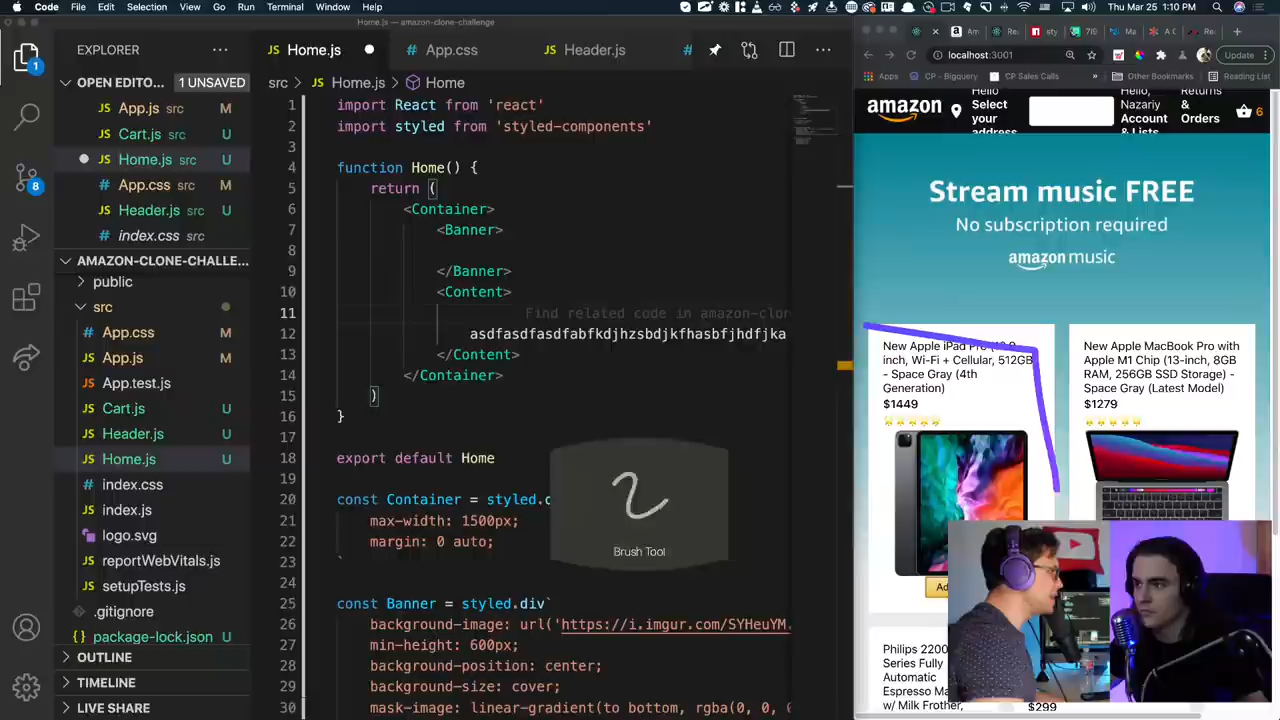 Code File Edit Selection View Go Run Terminal Window Help Thu Mar 25 1:10 PM
Home.js — amazon-clone-challenge
EXPLORER
OPEN EDITO... 1 UNSAVED
App.js src M
Cart.js src U
Home.js src U
App.css src M
Header.js src U
index.css src
AMAZON-CLONE-CHALLE...
public
src
App.css M
App.js M
App.test.js
Cart.js U
Header.js U
Home.js U
index.css
index.js
logo.svg
reportWebVitals.js
setupTests.js
.gitignore
package-lock.json U
OUTLINE
TIMELINE
LIVE SHARE
1
8
Home.js App.css Header.js
src > Home.js > Home
1 import React from 'react'
2 import styled from 'styled-components'
3
4 function Home() {
5 return (
6 <Container>
7 <Banner>
8
9 </Banner>
10 <Content>
11 Find related code in amazon-clon
12 asdfasdfasdfabfkdjhzsbdjkfhasbfjhdfjka
13 </Content>
14 </Container>
15 )
16 }
17
18 export default Home
19
20 const Container = styled.d
21 max-width: 1500px;
22 margin: 0 auto;
23 `
24
25 const Banner = styled.div`
26 background-image: url('https://i.imgur.com/SYHeuYM.
27 min-height: 600px;
28 background-position: center;
29 background-size: cover;
30 mask-image: linear-gradient(to bottom, rgba(0, 0, 0
Brush Tool
localhost:3001 Update
Apps CP - Bigquery CP Sales Calls » Other Bookmarks Reading List
amazon
Hello
Select
your
address
Hello,
Nazariy
Account
& Lists
Returns
&
Orders
6
Stream music FREE
No subscription required
amazon music
New Apple iPad Pro (12.9-
inch, Wi-Fi + Cellular, 512GB)
- Space Gray (4th
Generation)
$1449
New Apple MacBook Pro with
Apple M1 Chip (13-inch, 8GB
RAM, 256GB SSD Storage) -
Space Gray (Latest Model)
$1279
Ad
Philips 2200
Series Fully
Automatic
Espresso Ma
w/ Milk Frother,
$299